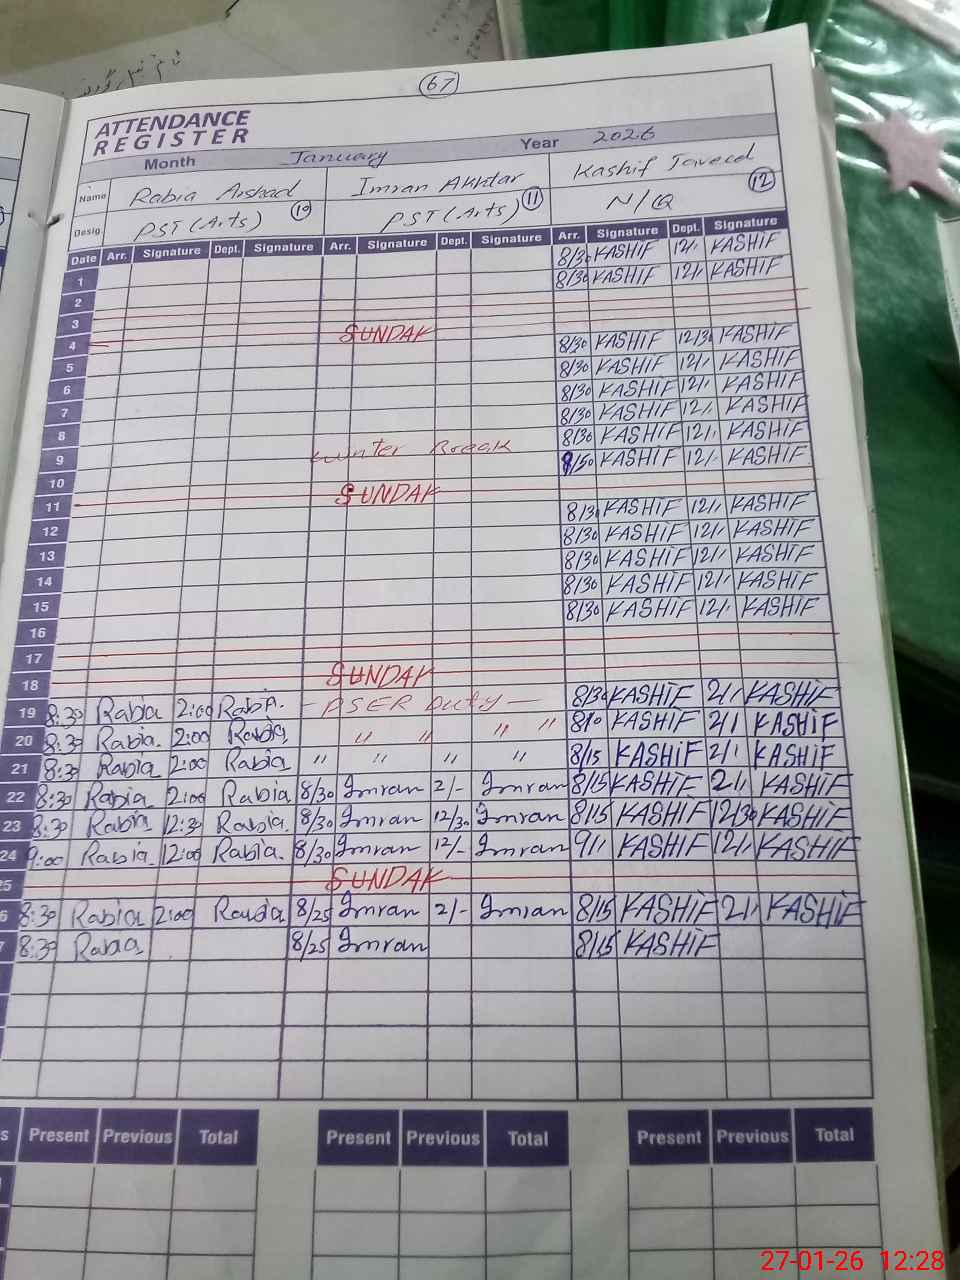 67
ATTENDANCE
REGISTER
Month January Year 2026
Name Rabia Arshad Imran Akhtar Kashif Javeed
Desig. PST (Arts) 10 PST (Arts) 11 N/Q 12
Date Arr. Signature Dept. Signature Arr. Signature Dept. Signature Arr. Signature Dept. Signature
1 8/30 KASHIF 12/, KASHIF
2 8/30 KASHIF 12/, KASHIF
3
4 SUNDAY
5 8/30 KASHIF 12/30 KASHIF
6 8/30 KASHIF 12/, KASHIF
7 8/30 KASHIF 12/, KASHIF
8 8/30 KASHIF 12/, KASHIF
9 Winter Break 8/30 KASHIF 12/, KASHIF
10 8/30 KASHIF 12/, KASHIF
11 SUNDAY
12 8/30 KASHIF 12/, KASHIF
13 8/30 KASHIF 12/, KASHIF
14 8/30 KASHIF 12/, KASHIF
15 8/30 KASHIF 12/, KASHIF
16 8/30 KASHIF 12/, KASHIF
17
18 SUNDAY
19 8:30 Rabia 2:00 Rabia. - PSER Duty - 8/30 KASHIF 2/, KASHIF
20 8:30 Rabia. 2:00 Rabia " " " " 8/10 KASHIF 2/, KASHIF
21 8:30 Rabia 2:00 Rabia " " " " 8/15 KASHIF 2/, KASHIF
22 8:30 Rabia 2:00 Rabia 8/30 Imran 2/- Imran 8/15 KASHIF 2/, KASHIF
23 8:30 Rabia 12:30 Rabia. 8/30 Imran 12/30 Imran 8/15 KASHIF 12/30 KASHIF
24 9:00 Rabia. 12:00 Rabia. 8/30 Imran 12/- Imran 9/, KASHIF 12/, KASHIF
25 SUNDAY
6 8:30 Rabia 2:00 Rabia 8/25 Imran 2/- Imran 8/15 KASHIF 2/, KASHIF
7 8:30 Rabia 8/25 Imran 8/15 KASHIF
s Present Previous Total Present Previous Total Present Previous Total
27-01-26 12:28